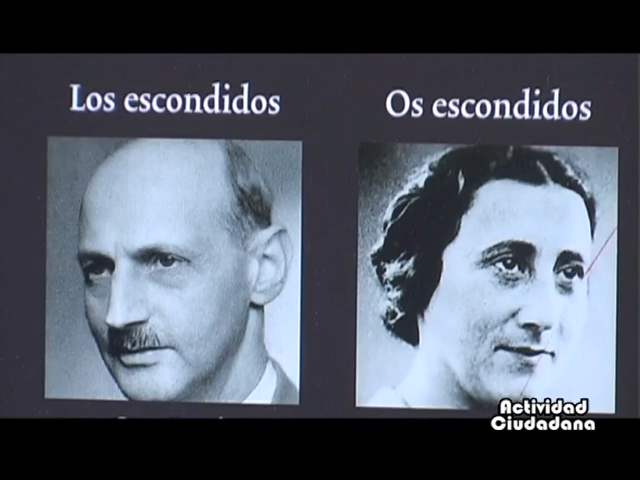 Los escondidos
Os escondidos
Actividad
Ciudadana